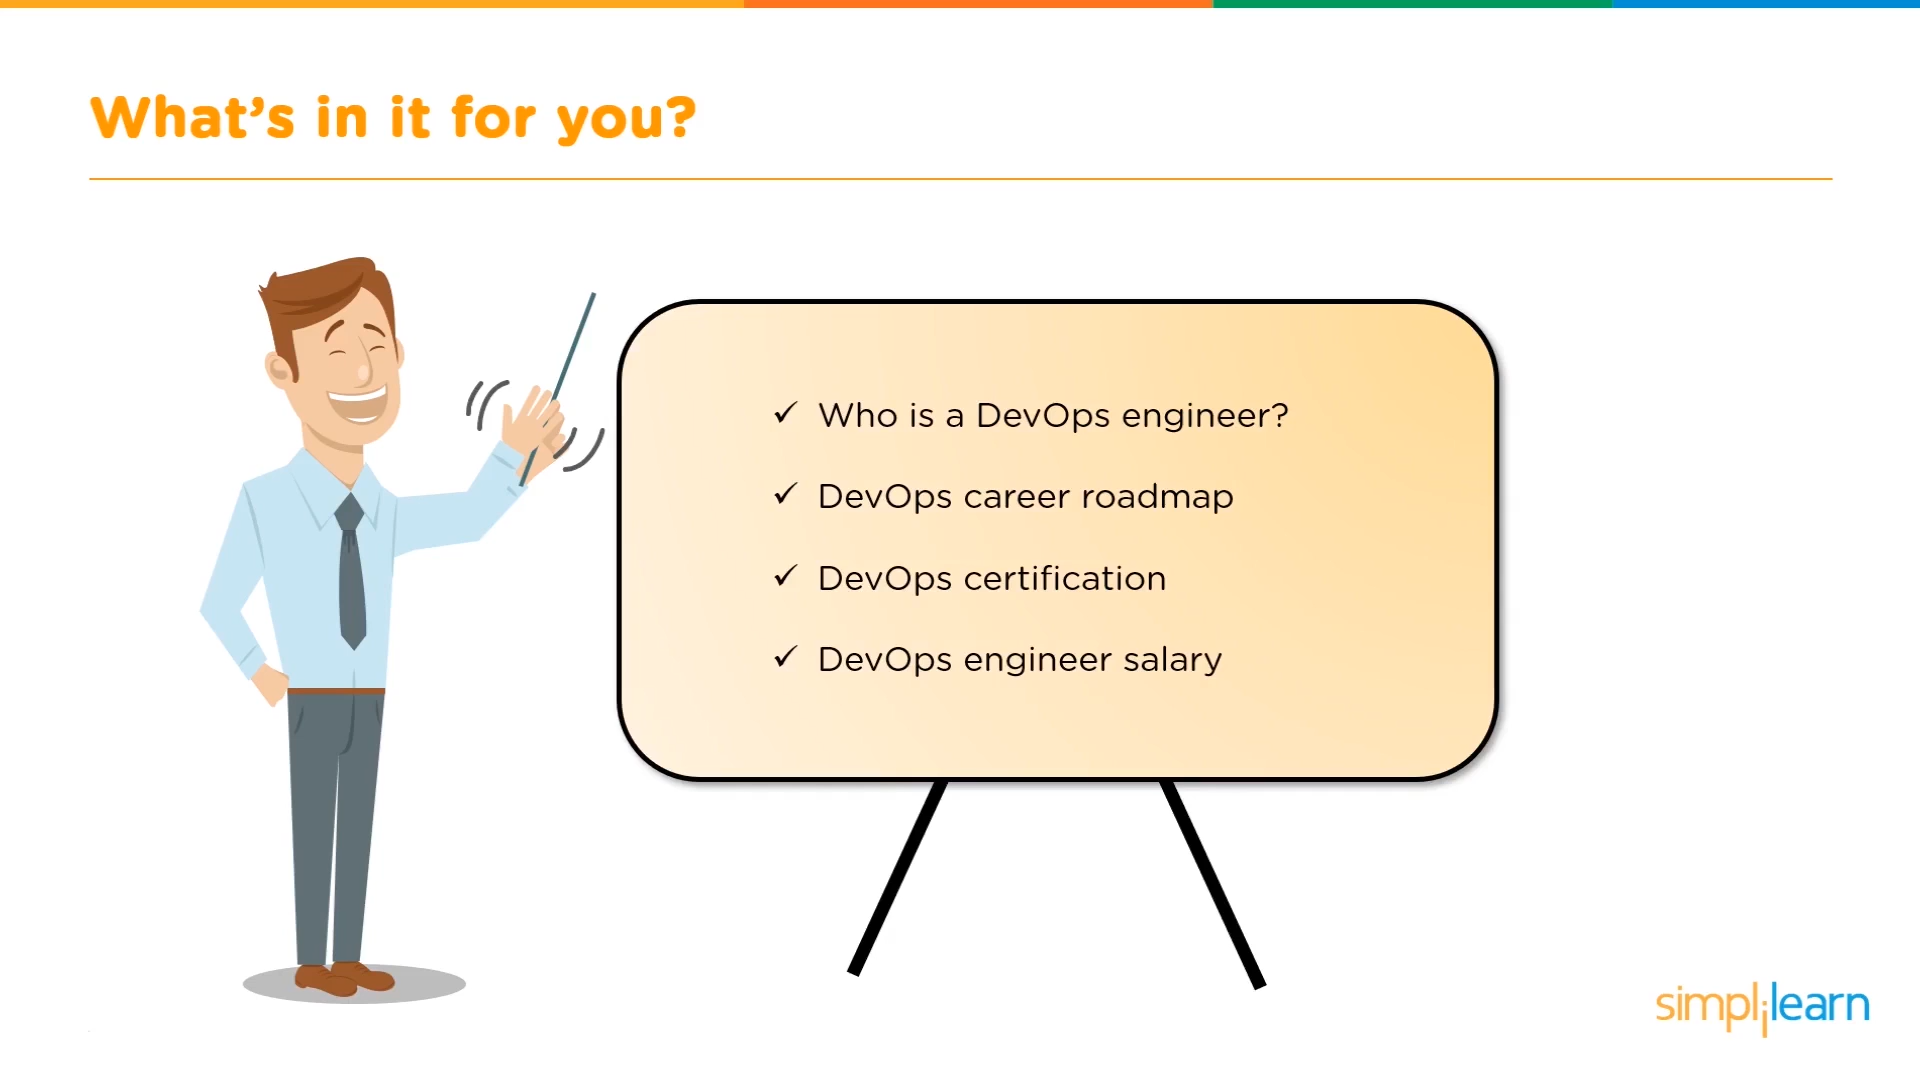 What's in it for you?
✓ Who is a DevOps engineer?
✓ DevOps career roadmap
✓ DevOps certification
✓ DevOps engineer salary
simplilearn